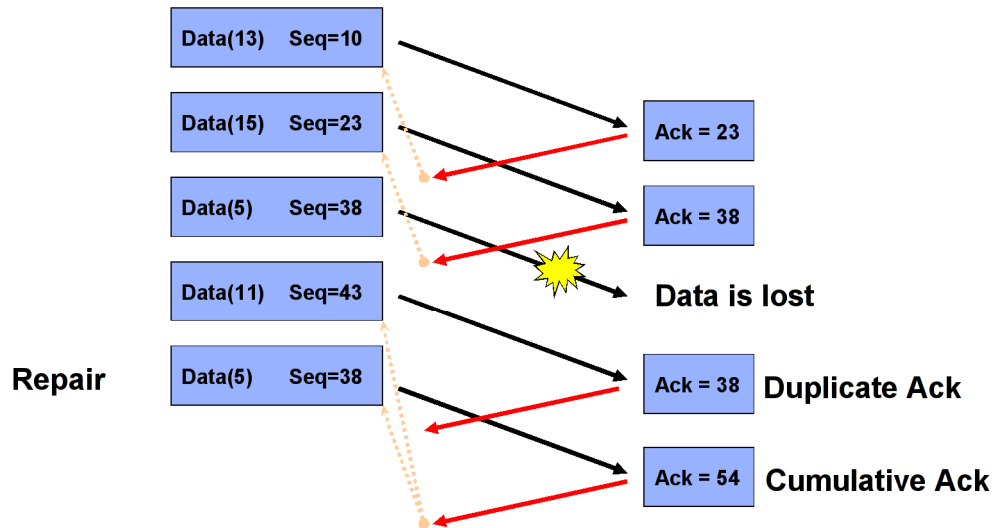 Data(13) Seq=10
Ack = 23
Data(15) Seq=23
Ack = 38
Data(5) Seq=38
Data is lost
Data(11) Seq=43
Ack = 38 Duplicate Ack
Repair Data(5) Seq=38
Ack = 54 Cumulative Ack